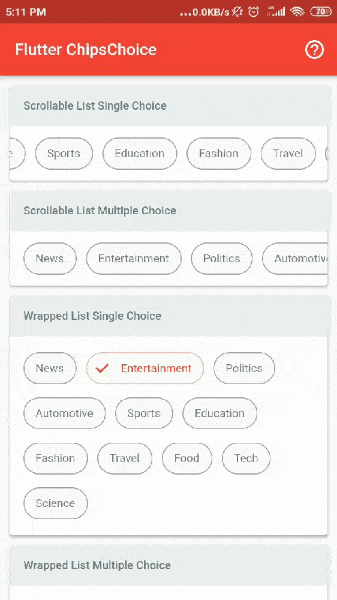 5:11 PM ...0.0KB/s 70
Flutter ChipsChoice
Scrollable List Single Choice
e Sports Education Fashion Travel
Scrollable List Multiple Choice
News Entertainment Politics Automotiv
Wrapped List Single Choice
News Entertainment Politics
Automotive Sports Education
Fashion Travel Food Tech
Science
Wrapped List Multiple Choice